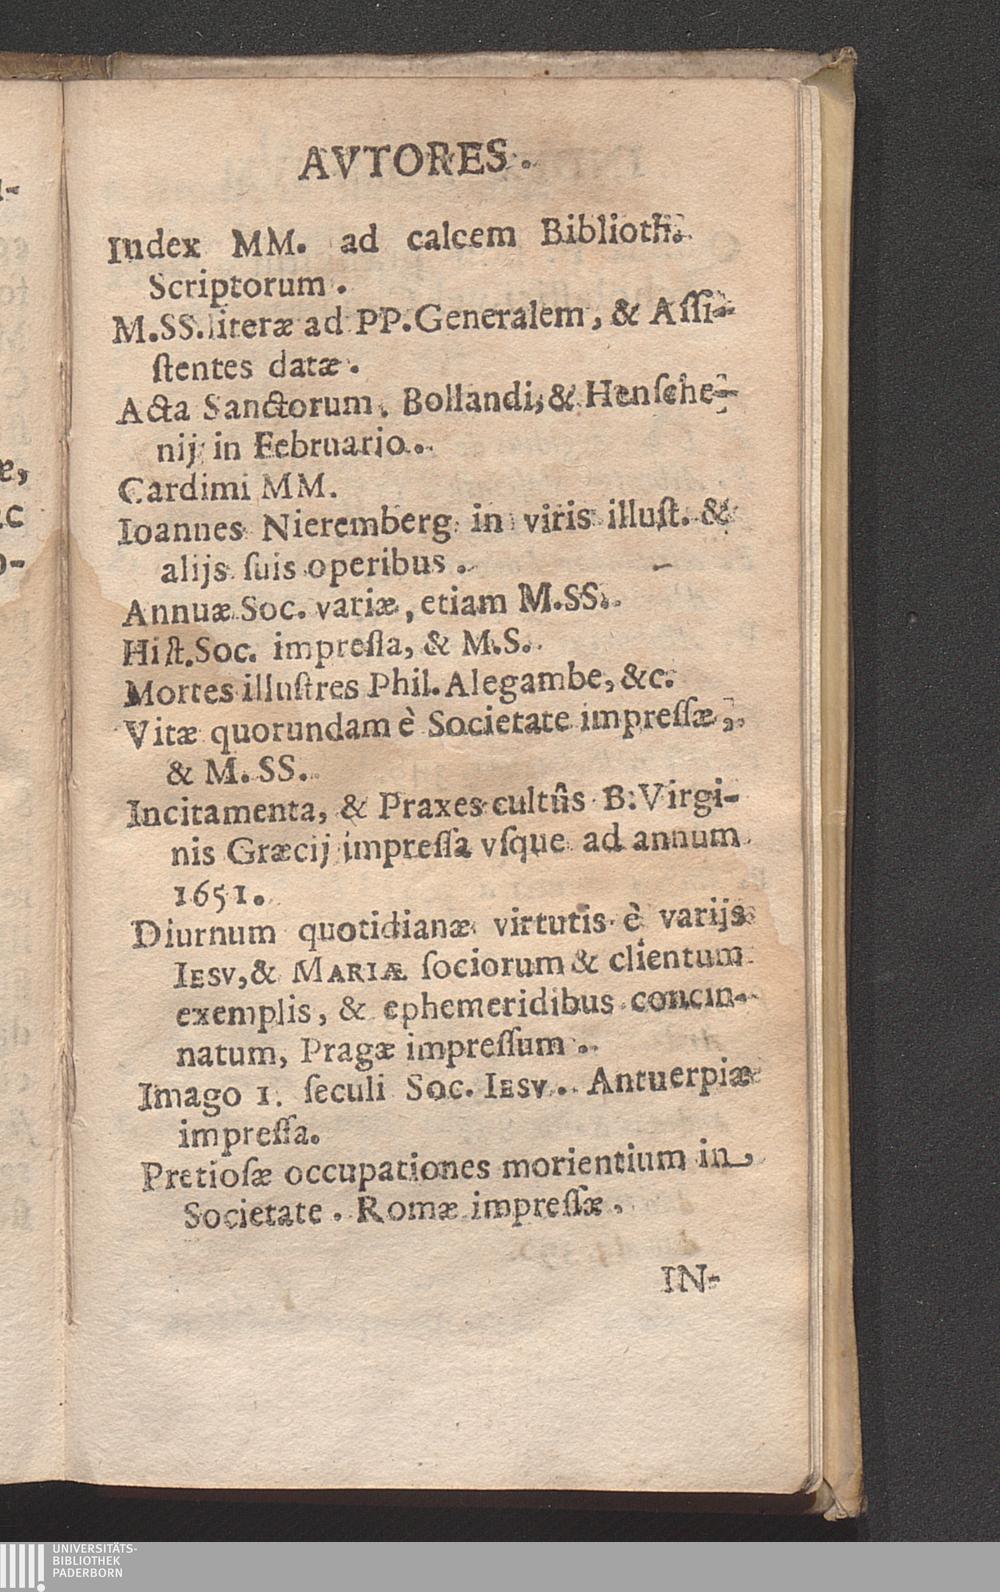 AVTORES.
Index MM. ad calcem Biblioth.
Scriptorum.
M.SS. literæ ad PP. Generalem, & Aſſi-
ſtentes datæ.
Acta Sanctorum. Bollandi, & Henſche-
nij in Februario.
Cardimi MM.
Ioannes Nieremberg in viris illuſt. &
alijs ſuis operibus.
Annuæ Soc. variæ, etiam M.SS.
Hiſt. Soc. impreſſa, & M.S.
Mortes illuſtres Phil. Alegambe, &c.
Vitæ quorundam è Societate impreſſæ,
& M.SS.
Incitamenta, & Praxes cultûs B. Virgi-
nis Græcij impreſſa vſque ad annum
1651.
Diurnum quotidianæ virtutis è varijs
IESV, & MARIÆ ſociorum & clientum
exemplis, & ephemeridibus concin-
natum, Pragæ impreſſum.
Imago 1. ſeculi Soc. IESV. Antuerpiæ
impreſſa.
Pretioſæ occupationes morientium in
Societate. Romæ impreſſæ.
IN-
æ,
UNIVERSITÄTS-
BIBLIOTHEK
PADERBORN